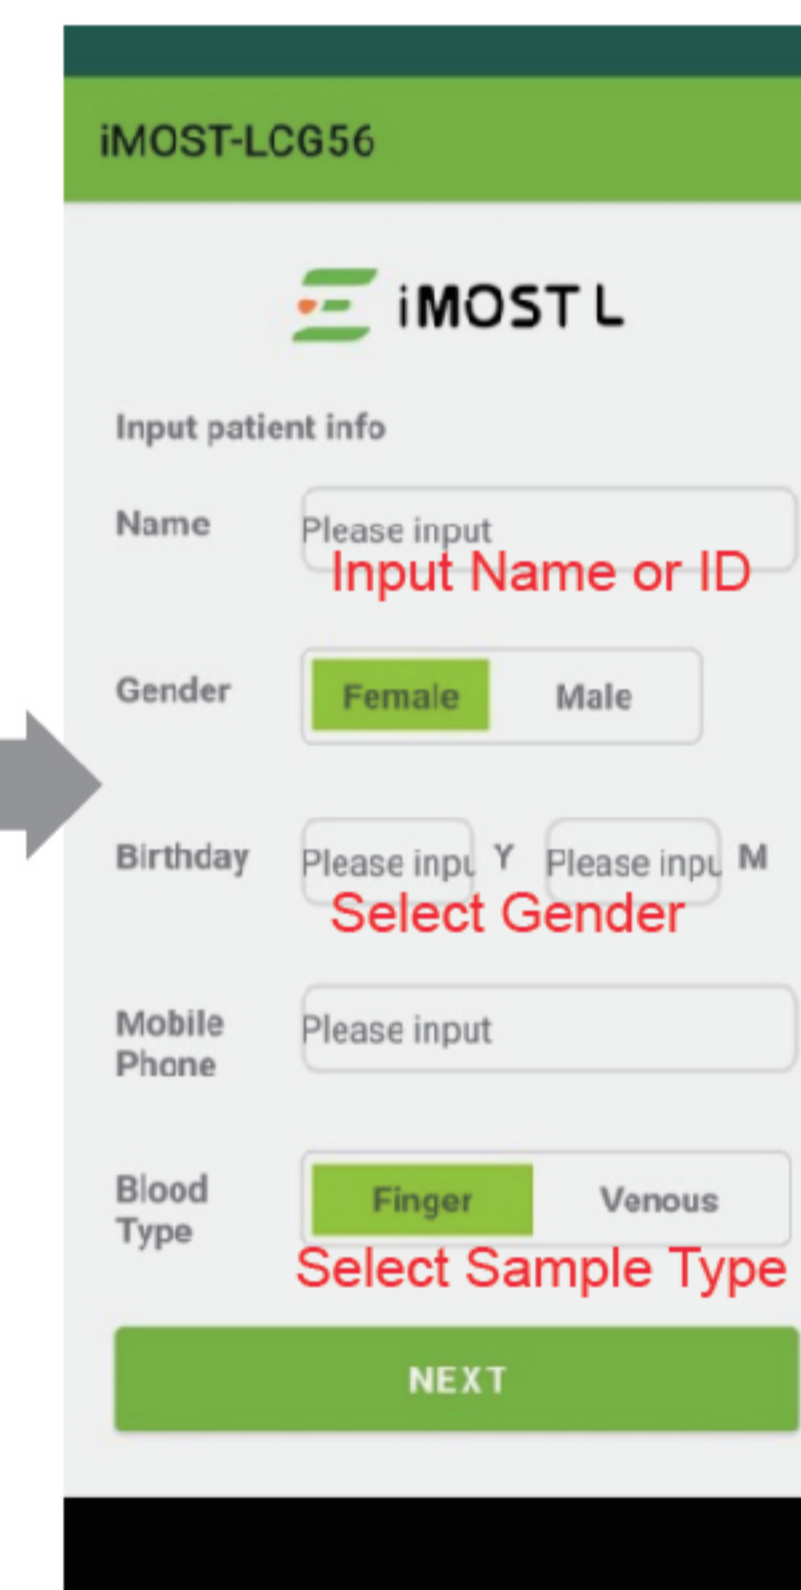 iMOST-LCG56
iMOST L
Input patient info
Name
Please input
Input Name or ID
Gender
Female Male
Birthday
Please inpu Y Please inpu M
Select Gender
Mobile
Phone
Please input
Blood
Type
Finger Venous
Select Sample Type
NEXT